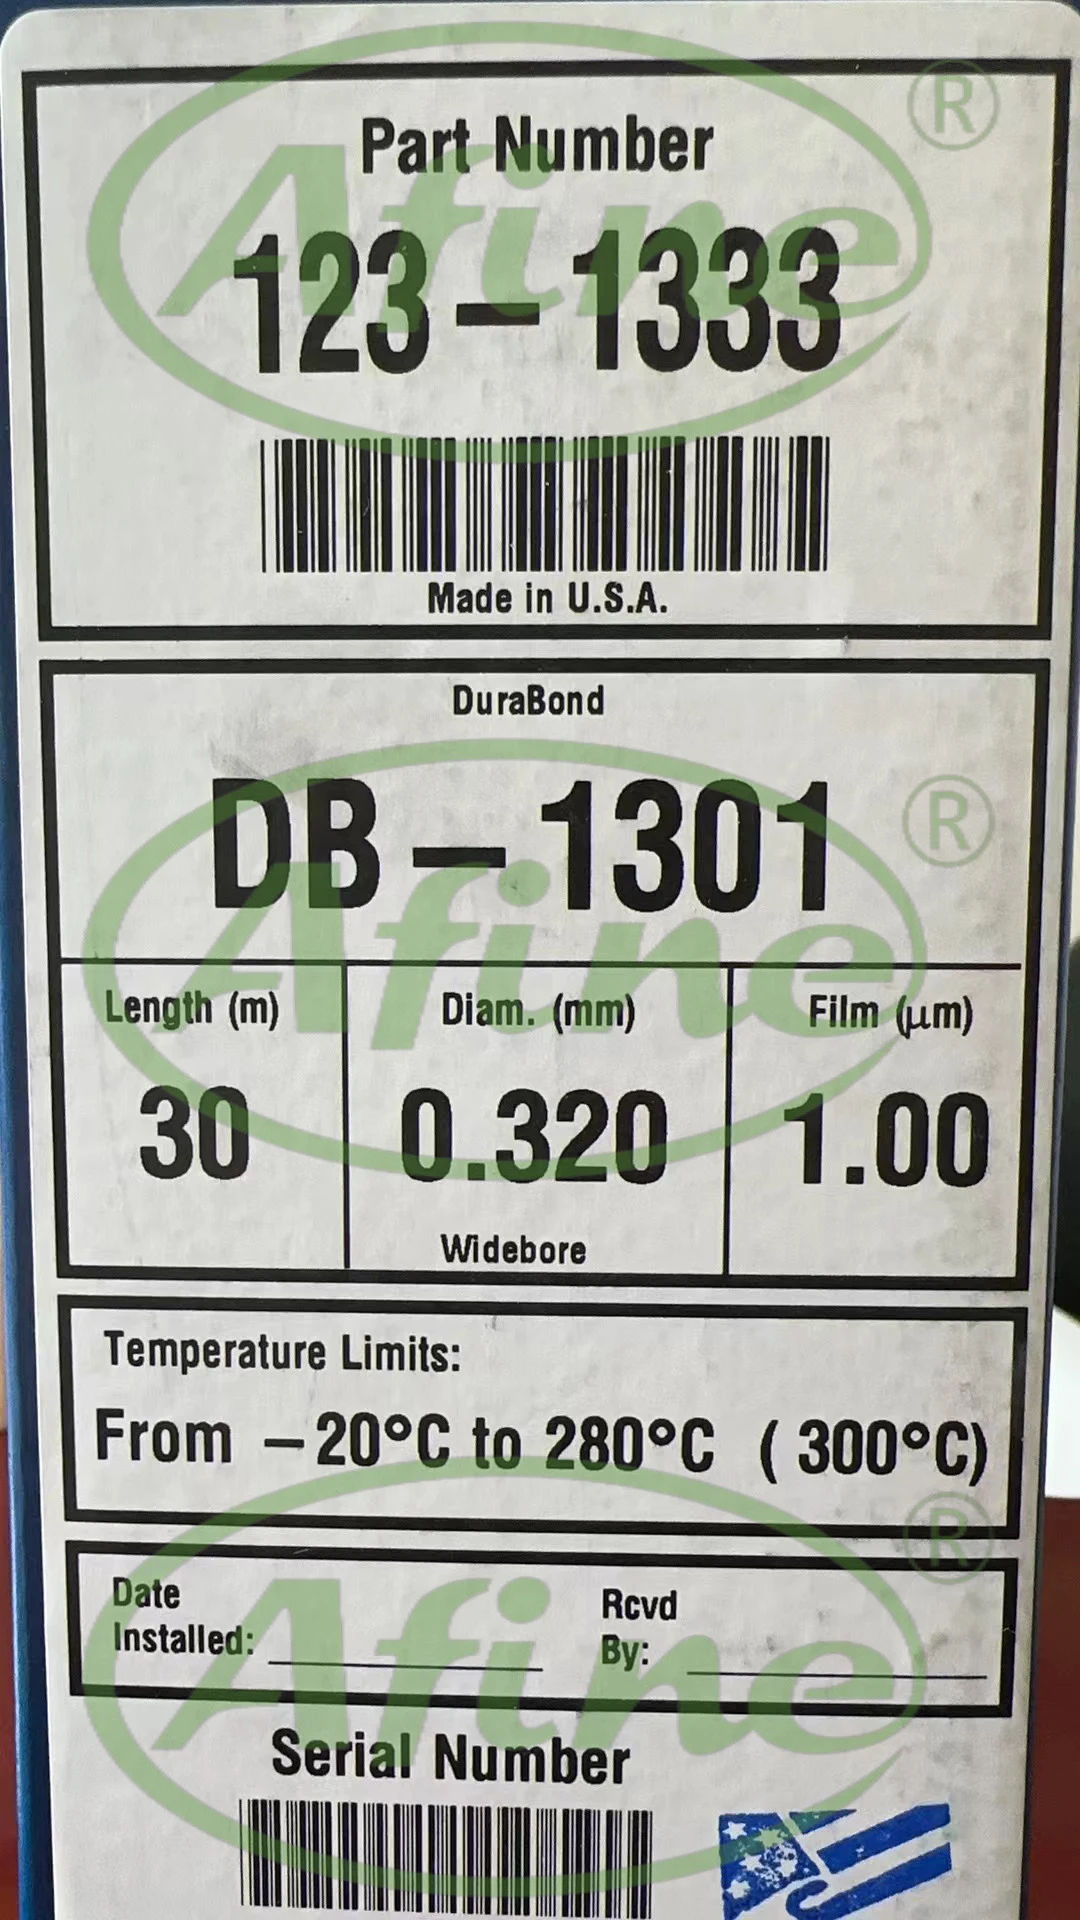 Part Number
123-1333
Made in U.S.A.
DuraBond
DB-1301
Length (m) Diam. (mm) Film (μm)
30 0.320 1.00
Widebore
Temperature Limits:
From -20°C to 280°C ( 300°C)
Date Rcvd
Installed: By:
Serial Number
Afine ®
Afine ®
Afine ®